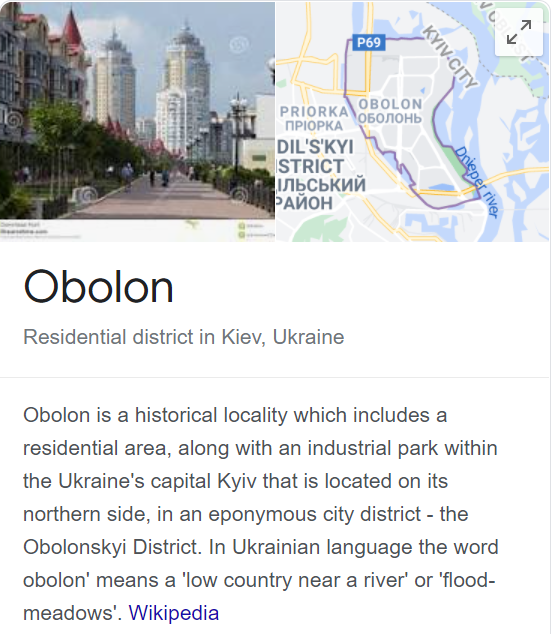 P69
KYIV CITY
OBOLON
ОБОЛОНЬ
PRIORKA
ПРІОРКА
DIL'S'KYI
STRICT
ІЛЬСЬКИЙ
РАЙОН
Dnieper river
Obolon
Residential district in Kiev, Ukraine
Obolon is a historical locality which includes a
residential area, along with an industrial park within
the Ukraine's capital Kyiv that is located on its
northern side, in an eponymous city district - the
Obolonskyi District. In Ukrainian language the word
obolon' means a 'low country near a river' or 'flood-
meadows'. Wikipedia